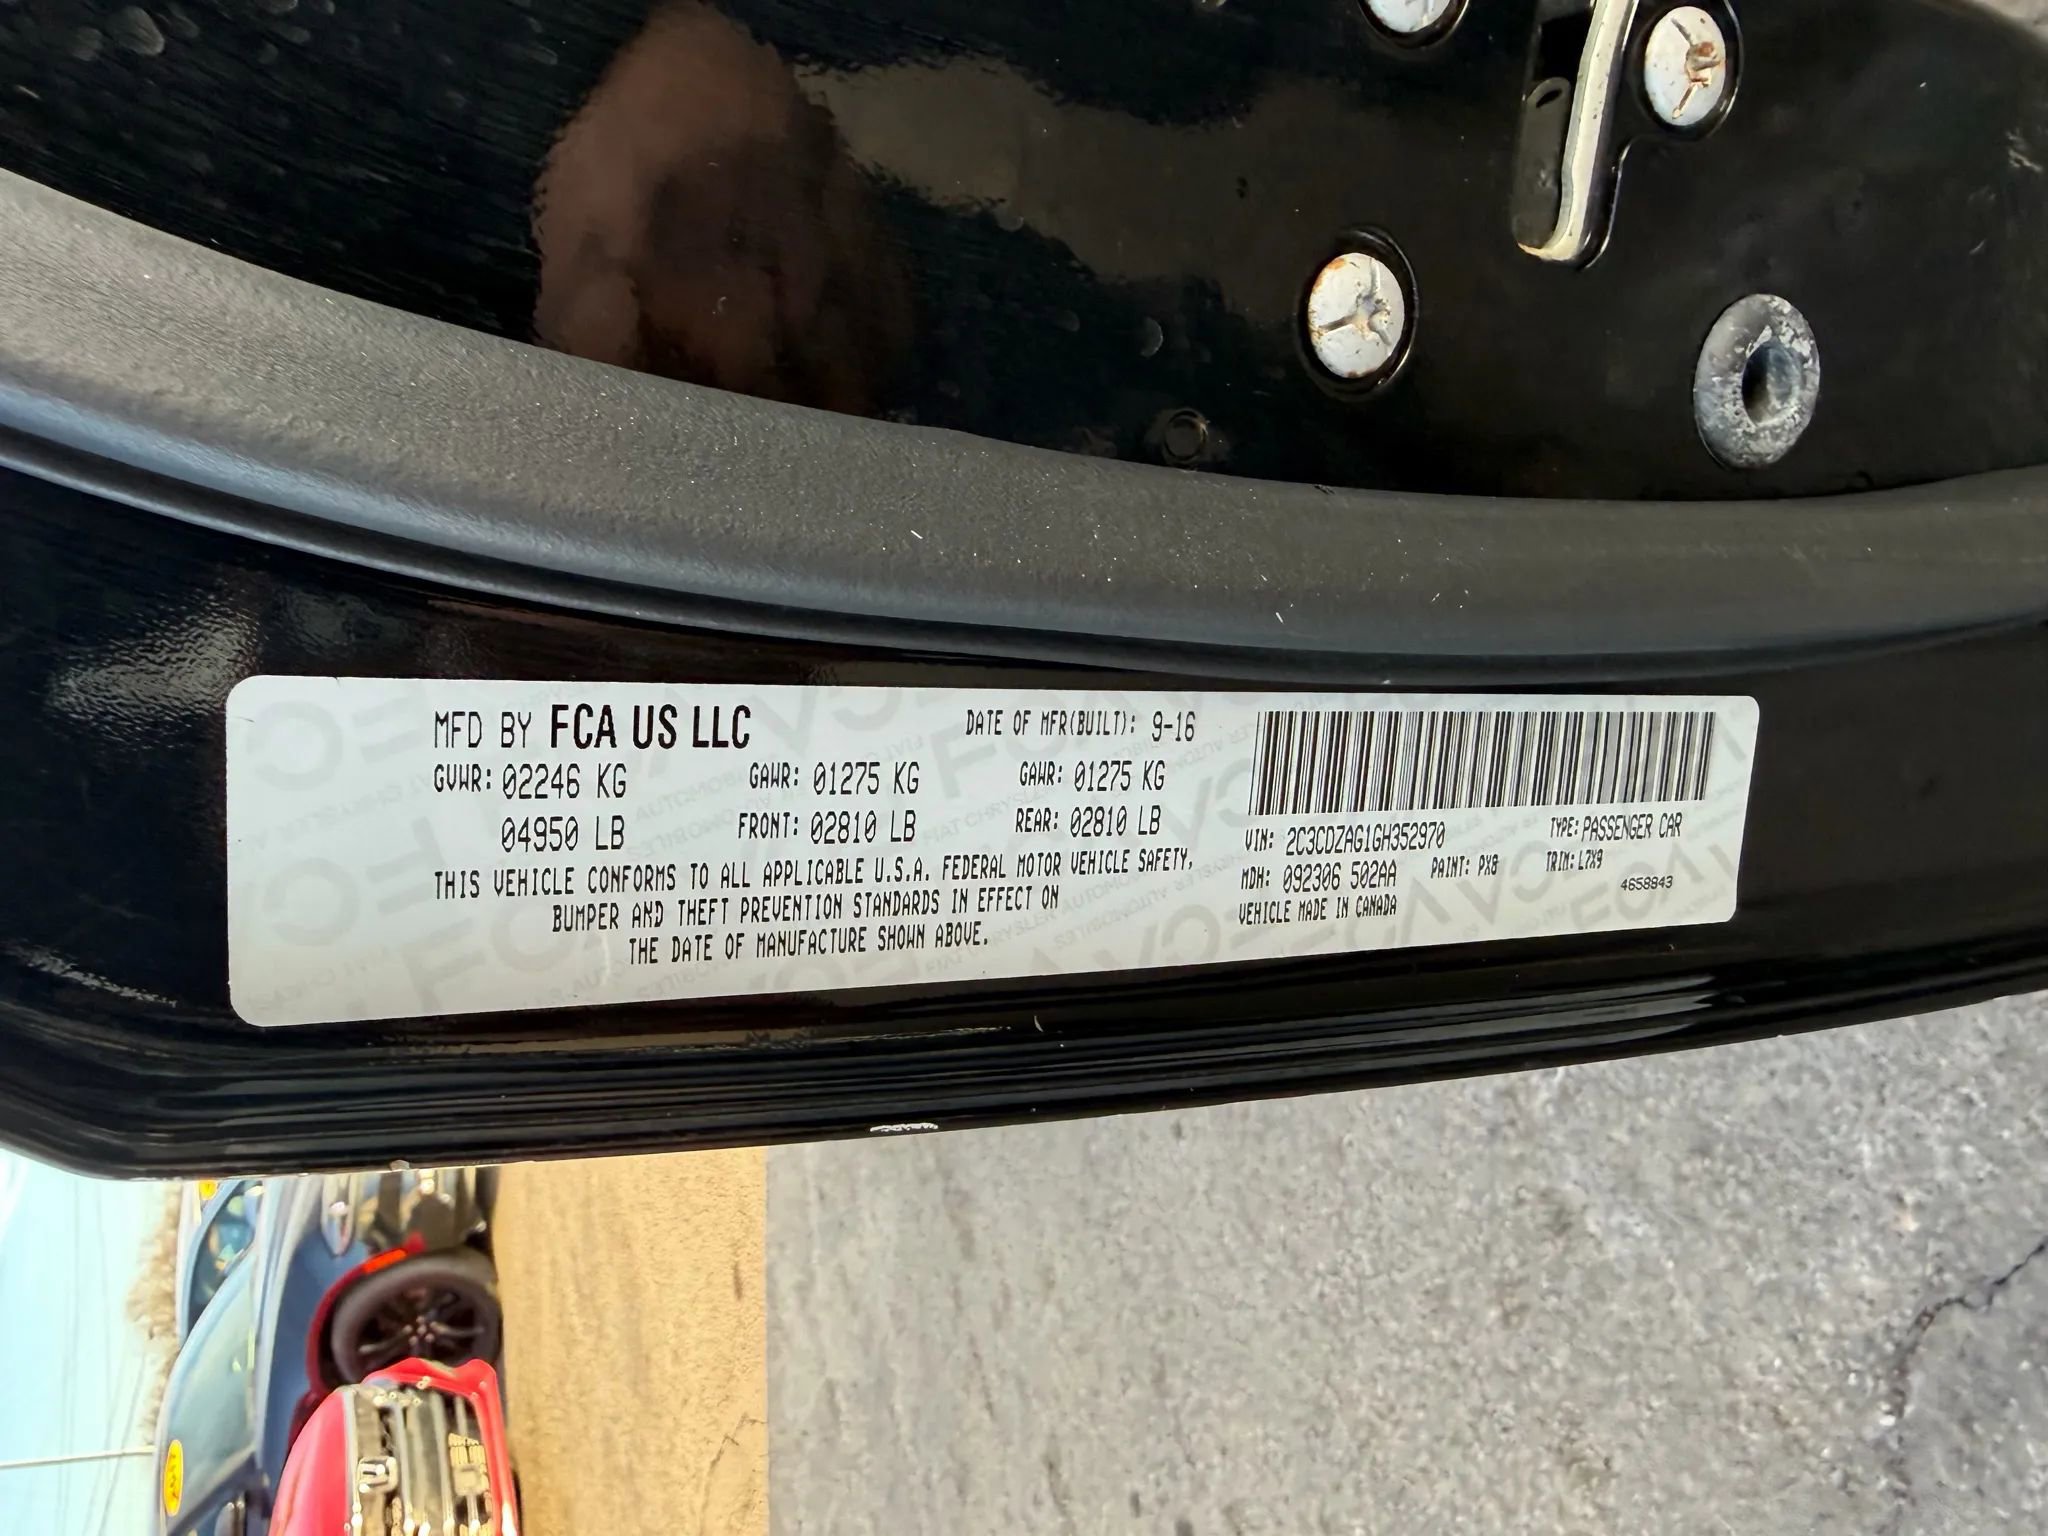 MFD BY FCA US LLC
DATE OF MFR(BUILT): 9-16
GVWR: 02246 KG GAWR: 01275 KG GAWR: 01275 KG
04950 LB FRONT: 02810 LB REAR: 02810 LB
THIS VEHICLE CONFORMS TO ALL APPLICABLE U.S.A. FEDERAL MOTOR VEHICLE SAFETY,
BUMPER AND THEFT PREVENTION STANDARDS IN EFFECT ON
THE DATE OF MANUFACTURE SHOWN ABOVE.
VIN: 2C3CDZAG1GH352970 TYPE: PASSENGER CAR
MDH: 092306 502AA PAINT: PX8 TRIM: L7X9
VEHICLE MADE IN CANADA
4658843